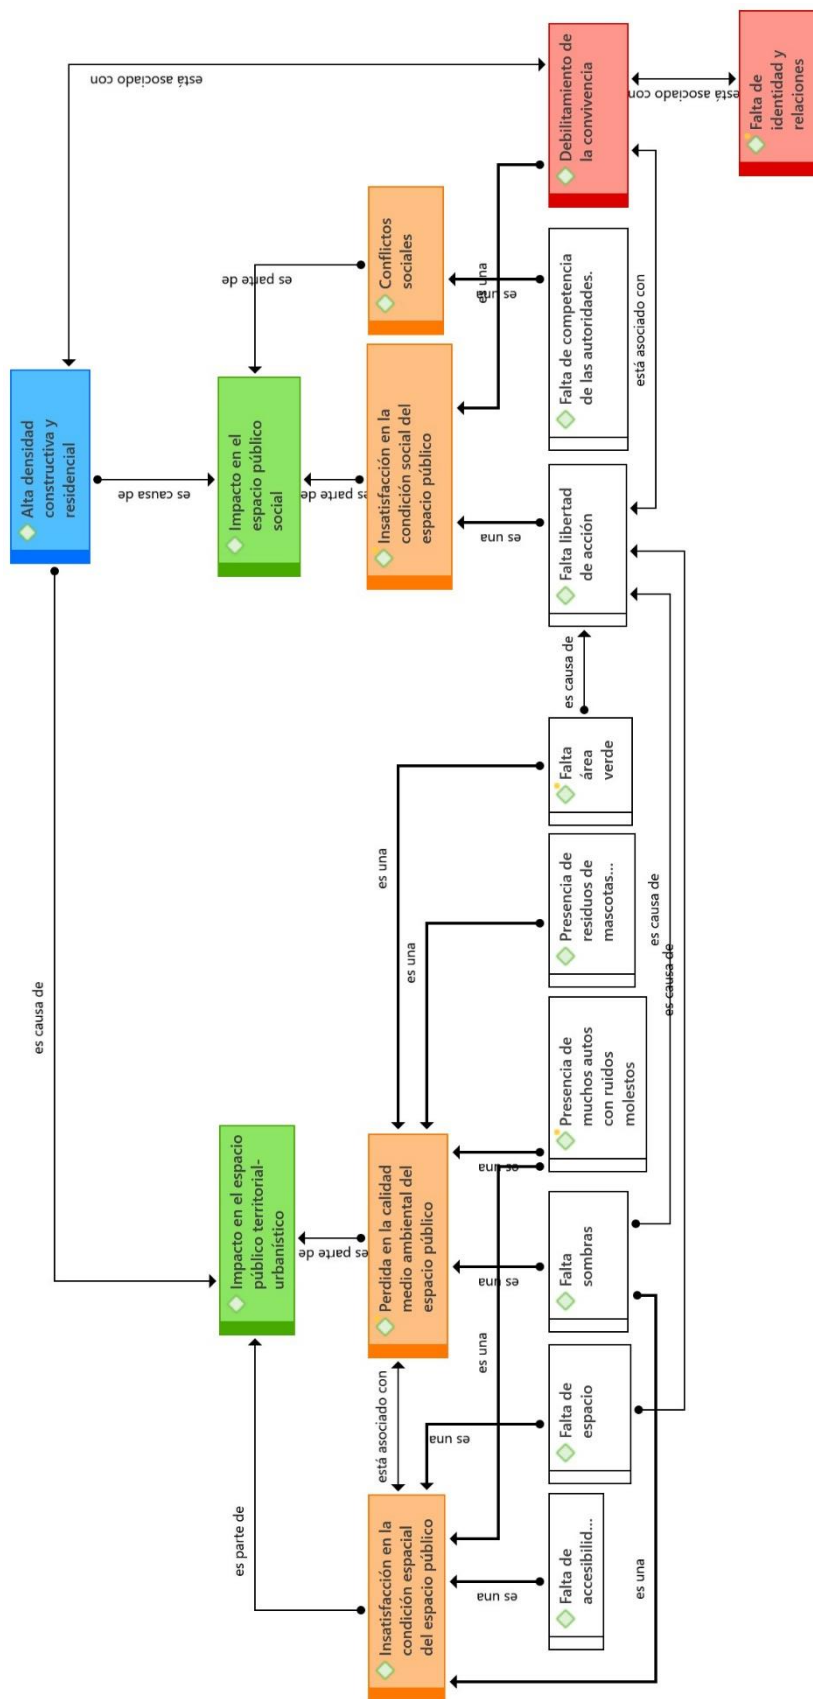 Alta densidad
constructiva y
residencial
es causa de
es causa de
está asociado con
Impacto en el espacio
público territorial-
urbanístico
Impacto en el
espacio público
social
es parte de
es parte de
es parte de
es parte de
Insatisfacción en la
condición espacial
del espacio público
está asociado con
Perdida en la calidad
medio ambiental del
espacio público
Insatisfacción en la
condición social del
espacio público
Conflictos
sociales
es una
es una
es una
es una
es una
es una
es una
es una
es una
es una
es una
Falta de
accesibilid...
Falta de
espacio
Falta
sombras
Presencia de
muchos autos
con ruidos
molestos
Presencia de
residuos de
mascotas...
Falta
área
verde
es causa de
Falta libertad
de acción
Falta de competencia
de las autoridades.
Debilitamiento de
la convivencia
es una
es causa de
es causa de
está asociado con
está asociado con
Falta de
identidad y
relaciones